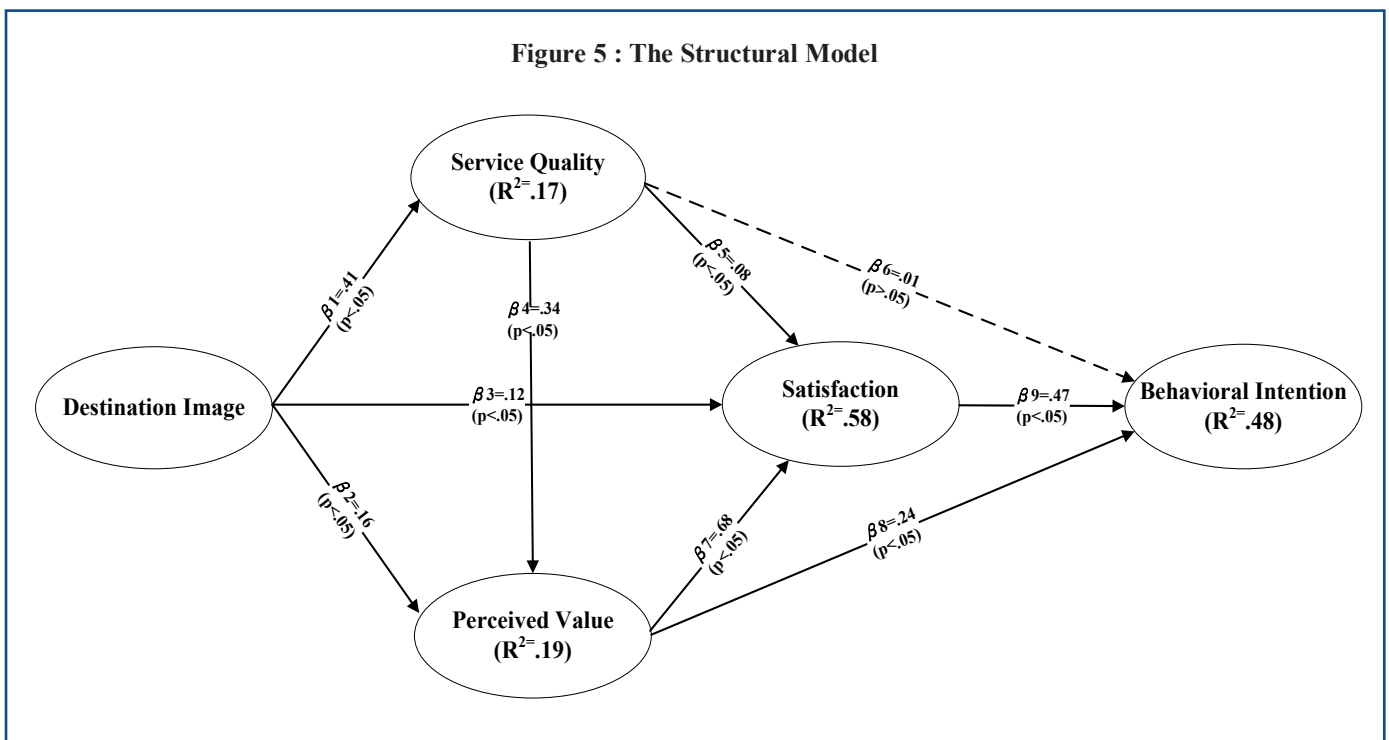 Figure 5 : The Structural Model
Service Quality
(R²⁼.17)
β1=.41
(p<.05)
β4=.34
(p<.05)
β5=.08
(p<.05)
β6=.01
(p>.05)
Destination Image
β3=.12
(p<.05)
Satisfaction
(R²⁼.58)
β9=.47
(p<.05)
Behavioral Intention
(R²⁼.48)
β2=.16
(p<.05)
β7=.68
(p<.05)
β8=.24
(p<.05)
Perceived Value
(R²⁼.19)